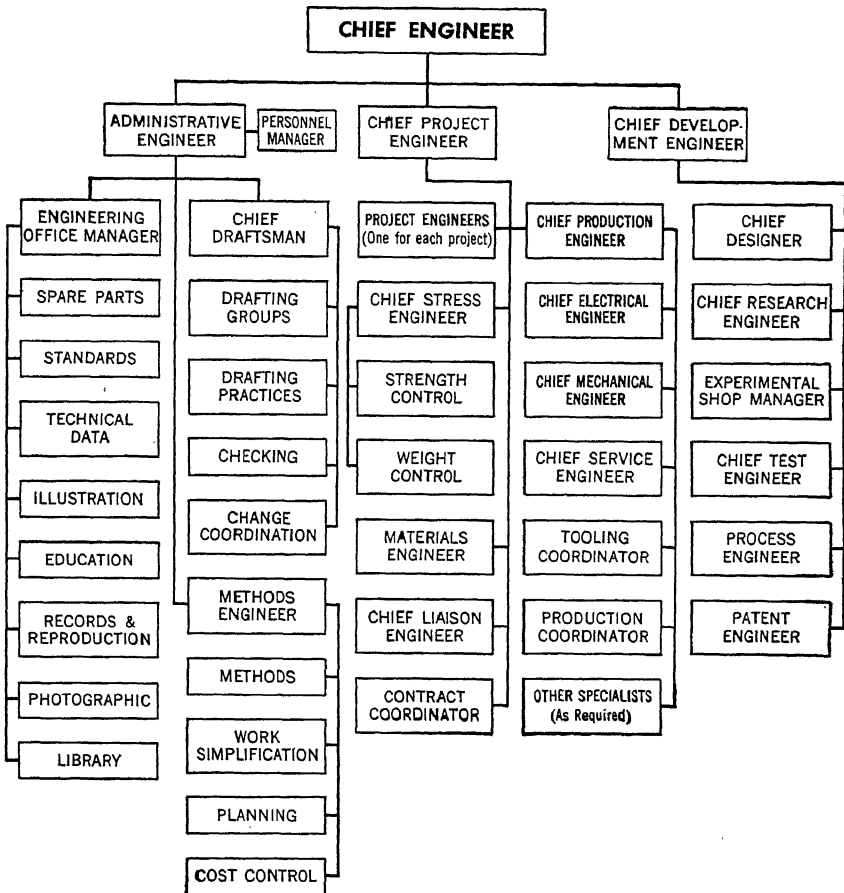 CHIEF ENGINEER
ADMINISTRATIVE
ENGINEER
PERSONNEL
MANAGER
CHIEF PROJECT
ENGINEER
CHIEF DEVELOP-
MENT ENGINEER
ENGINEERING
OFFICE MANAGER
SPARE PARTS
STANDARDS
TECHNICAL
DATA
ILLUSTRATION
EDUCATION
RECORDS &
REPRODUCTION
PHOTOGRAPHIC
LIBRARY
CHIEF
DRAFTSMAN
DRAFTING
GROUPS
DRAFTING
PRACTICES
CHECKING
CHANGE
COORDINATION
METHODS
ENGINEER
METHODS
WORK
SIMPLIFICATION
PLANNING
COST CONTROL
PROJECT ENGINEERS
(One for each project)
CHIEF STRESS
ENGINEER
STRENGTH
CONTROL
WEIGHT
CONTROL
MATERIALS
ENGINEER
CHIEF LIAISON
ENGINEER
CONTRACT
COORDINATOR
CHIEF PRODUCTION
ENGINEER
CHIEF ELECTRICAL
ENGINEER
CHIEF MECHANICAL
ENGINEER
CHIEF SERVICE
ENGINEER
TOOLING
COORDINATOR
PRODUCTION
COORDINATOR
OTHER SPECIALISTS
(As Required)
CHIEF
DESIGNER
CHIEF RESEARCH
ENGINEER
EXPERIMENTAL
SHOP MANAGER
CHIEF TEST
ENGINEER
PROCESS
ENGINEER
PATENT
ENGINEER